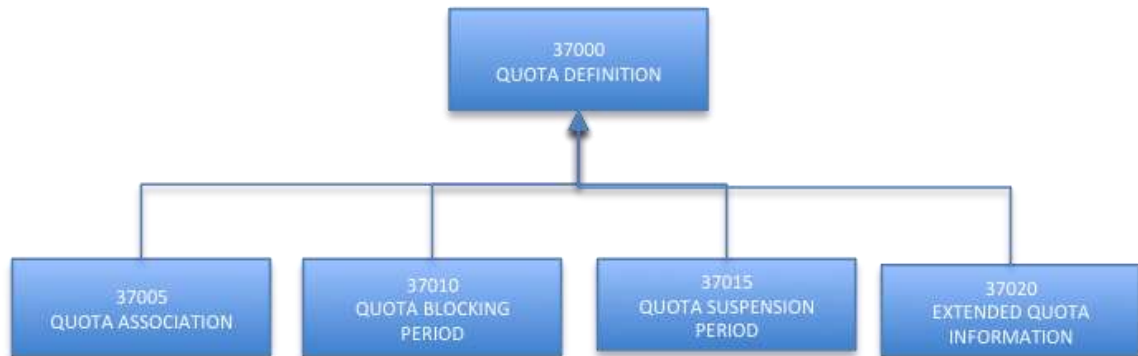 37000
QUOTA DEFINITION
37005
QUOTA ASSOCIATION
37010
QUOTA BLOCKING
PERIOD
37015
QUOTA SUSPENSION
PERIOD
37020
EXTENDED QUOTA
INFORMATION